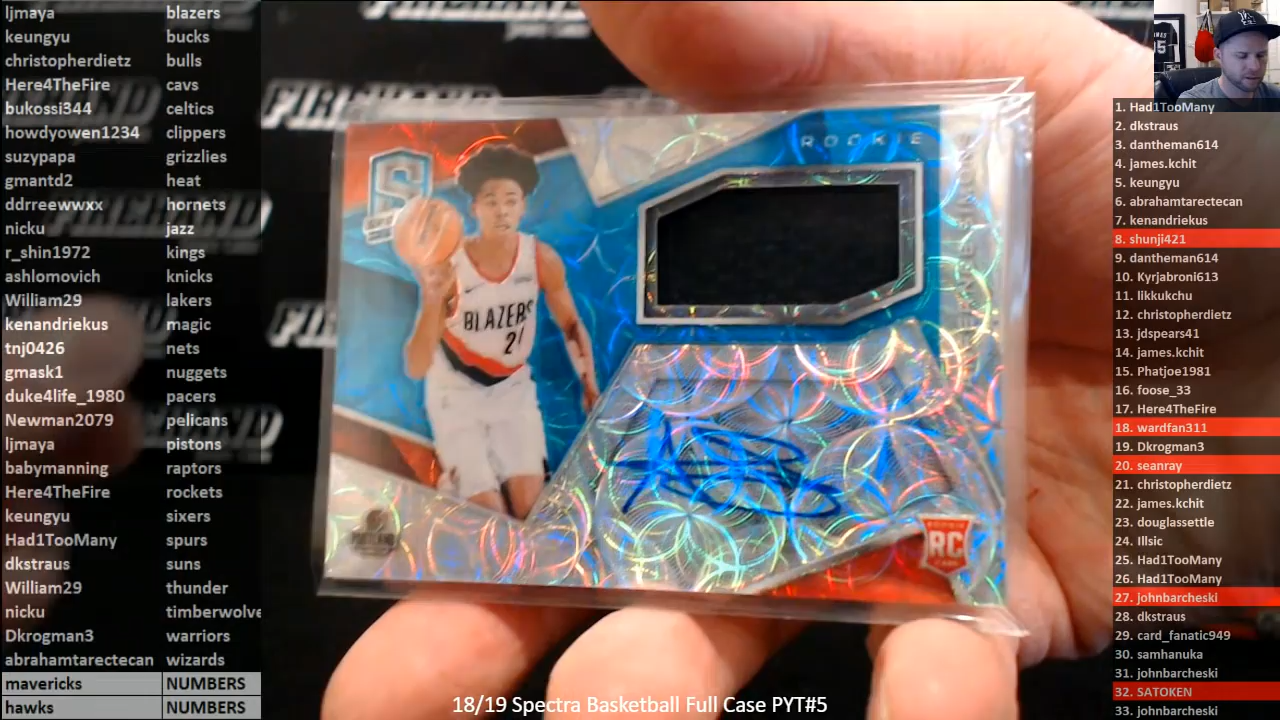 ljmaya blazers
keungyu bucks
christopherdietz bulls
Here4TheFire cavs
bukossi344 celtics
howdyowen1234 clippers
suzypapa grizzlies
gmantd2 heat
ddrreewwxx hornets
nicku jazz
r_shin1972 kings
ashlomovich knicks
William29 lakers
kenandriekus magic
tnj0426 nets
gmask1 nuggets
duke4life_1980 pacers
Newman2079 pelicans
ljmaya pistons
babymanning raptors
Here4TheFire rockets
keungyu sixers
Had1TooMany spurs
dkstraus suns
William29 thunder
nicku timberwolve
Dkrogman3 warriors
abrahamtarectecan wizards
mavericks NUMBERS
hawks NUMBERS
FIREHAND
ROOKIE
S
BLAZERS
21
PORTLAND
ROOKIE
RC
CARD
18/19 Spectra Basketball Full Case PYT#5
1. Had1TooMany
2. dkstraus
3. dantheman614
4. james.kchit
5. keungyu
6. abrahamtarectecan
7. kenandriekus
8. shunji421
9. dantheman614
10. Kyrjabroni613
11. likkukchu
12. christopherdietz
13. jdspears41
14. james.kchit
15. Phatjoe1981
16. foose_33
17. Here4TheFire
18. wardfan311
19. Dkrogman3
20. seanray
21. christopherdietz
22. james.kchit
23. douglassettle
24. Illsic
25. Had1TooMany
26. Had1TooMany
27. johnbarcheski
28. dkstraus
29. card_fanatic949
30. samhanuka
31. johnbarcheski
32. SATOKEN
33. johnbarcheski